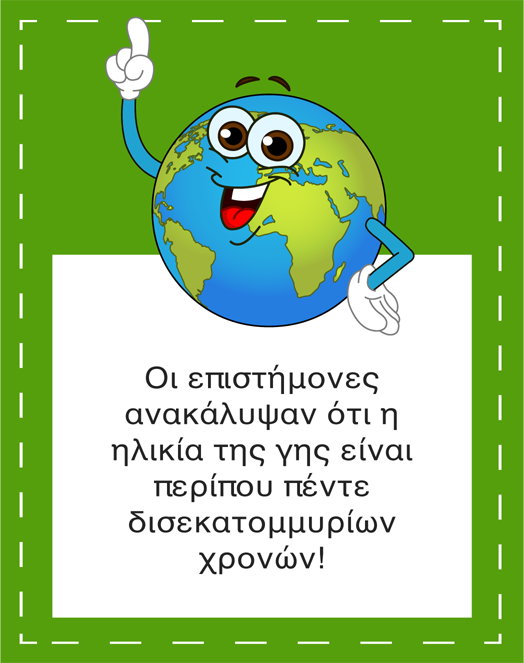 Οι επιστήμονες
ανακάλυψαν ότι η
ηλικία της γης είναι
περίπου πέντε
δισεκατομμυρίων
χρονών!